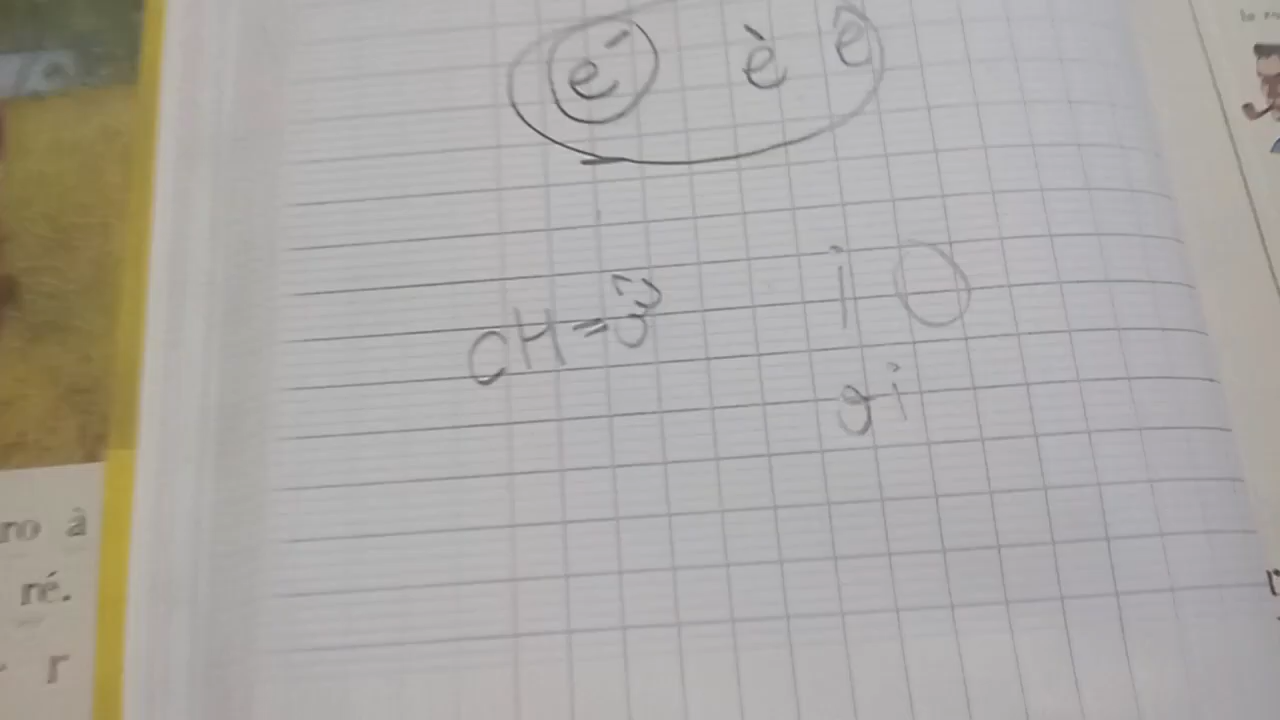 é è ê
CH=
i
gi
ro à
ré.
r